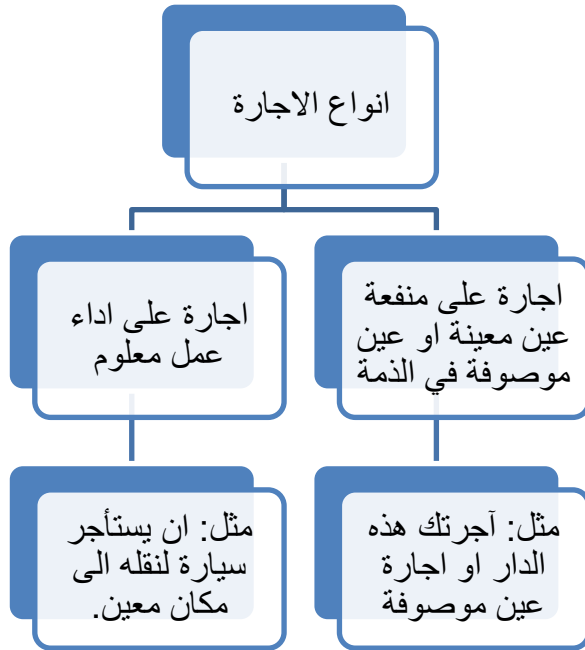 انواع الاجارة
اجارة على منفعة
عين معينة او عين
موصوفة في الذمة
اجارة على اداء
عمل معلوم
مثل: آجرتك هذه
الدار او اجارة
عين موصوفة
مثل: ان يستأجر
سيارة لنقله الى
مكان معين.